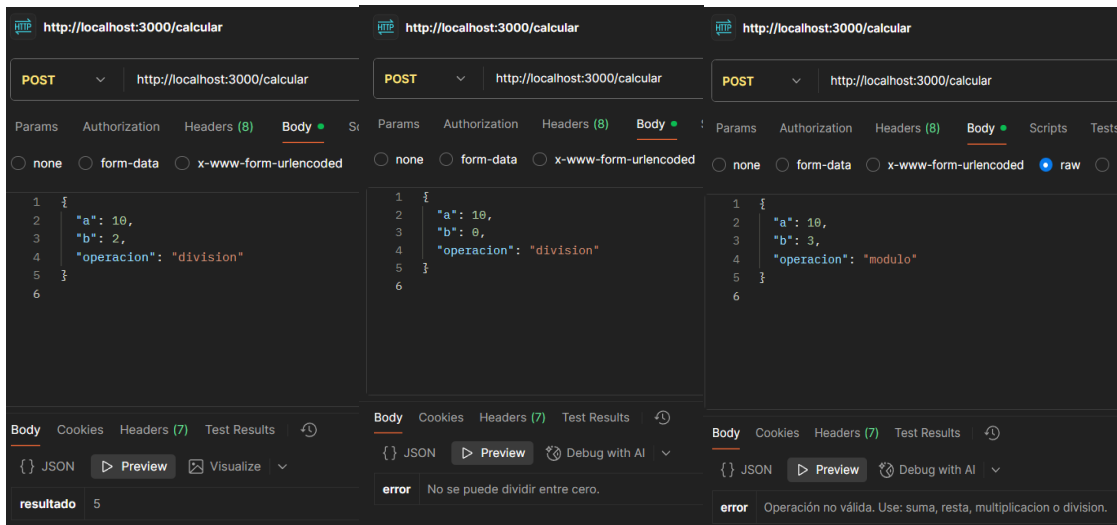 HTTP http://localhost:3000/calcular
POST http://localhost:3000/calcular
Params Authorization Headers (8) Body
none form-data x-www-form-urlencoded
1 {
2 "a": 10,
3 "b": 2,
4 "operacion": "division"
5 }
6
Body Cookies Headers (7) Test Results
{} JSON Preview Visualize
resultado 5
HTTP http://localhost:3000/calcular
POST http://localhost:3000/calcular
Params Authorization Headers (8) Body
none form-data x-www-form-urlencoded
1 {
2 "a": 10,
3 "b": 0,
4 "operacion": "division"
5 }
6
Body Cookies Headers (7) Test Results
{} JSON Preview Debug with AI
error No se puede dividir entre cero.
HTTP http://localhost:3000/calcular
POST http://localhost:3000/calcular
Params Authorization Headers (8) Body Scripts Tests
none form-data x-www-form-urlencoded raw
1 {
2 "a": 10,
3 "b": 3,
4 "operacion": "modulo"
5 }
6
Body Cookies Headers (7) Test Results
{} JSON Preview Debug with AI
error Operación no válida. Use: suma, resta, multiplicacion o division.